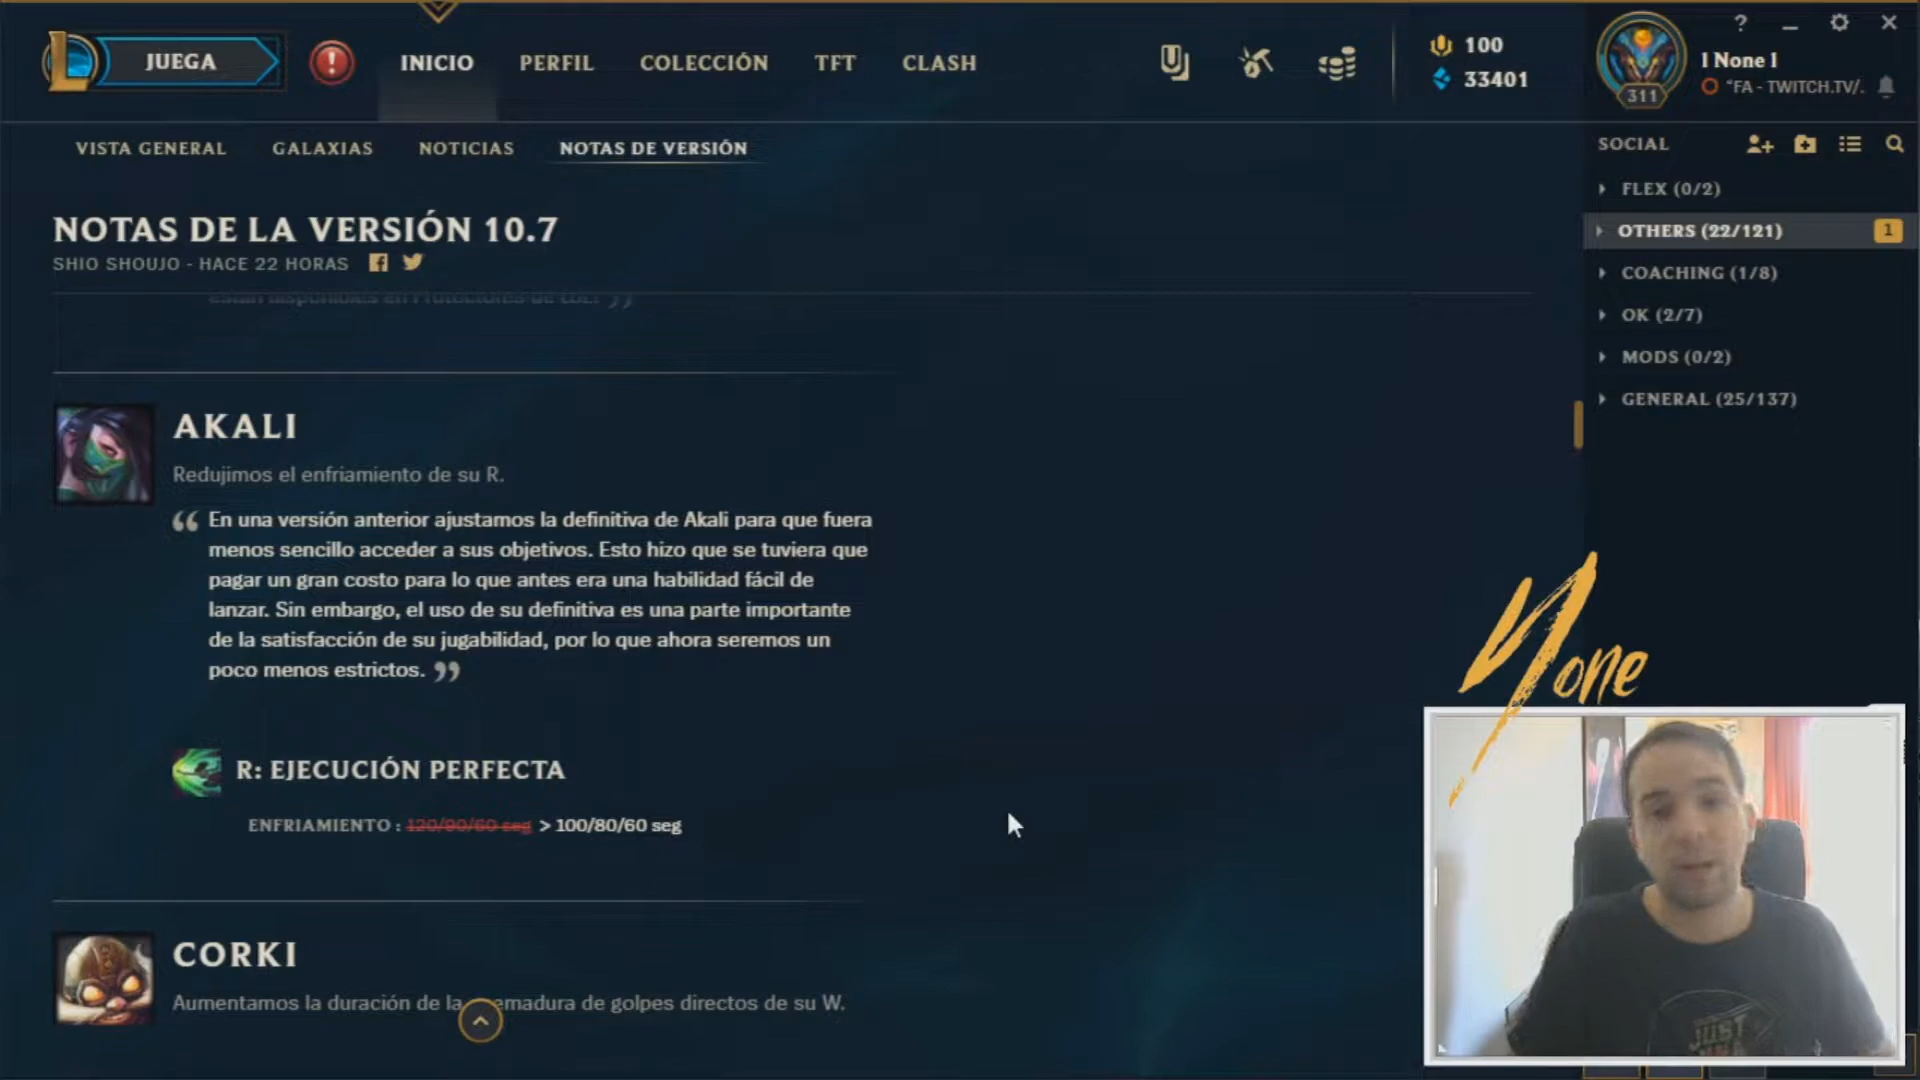 JUEGA
INICIO
PERFIL
COLECCIÓN
TFT
CLASH
100
33401
?
311
I None I
"FA - TWITCH.TV/.
VISTA GENERAL
GALAXIAS
NOTICIAS
NOTAS DE VERSIÓN
SOCIAL
FLEX (0/2)
OTHERS (22/121)
1
COACHING (1/8)
OK (2/7)
MODS (0/2)
GENERAL (25/137)
NOTAS DE LA VERSIÓN 10.7
SHIO SHOUJO - HACE 22 HORAS
AKALI
Redujimos el enfriamiento de su R.
“ En una versión anterior ajustamos la definitiva de Akali para que fuera
menos sencillo acceder a sus objetivos. Esto hizo que se tuviera que
pagar un gran costo para lo que antes era una habilidad fácil de
lanzar. Sin embargo, el uso de su definitiva es una parte importante
de la satisfacción de su jugabilidad, por lo que ahora seremos un
poco menos estrictos. ”
R: EJECUCIÓN PERFECTA
ENFRIAMIENTO : 120/90/60 seg > 100/80/60 seg
CORKI
Aumentamos la duración de la emadura de golpes directos de su W.
None
JUST